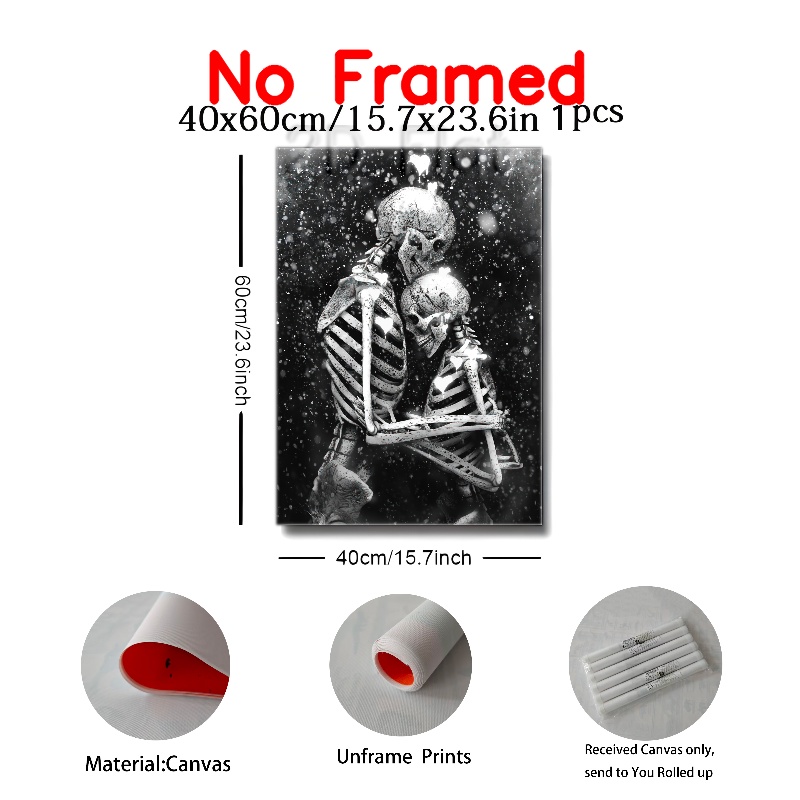 No Framed
40x60cm/15.7x23.6in 1pcs
60cm/23.6inch
40cm/15.7inch
Material:Canvas
Unframe Prints
Received Canvas only,
send to You Rolled up